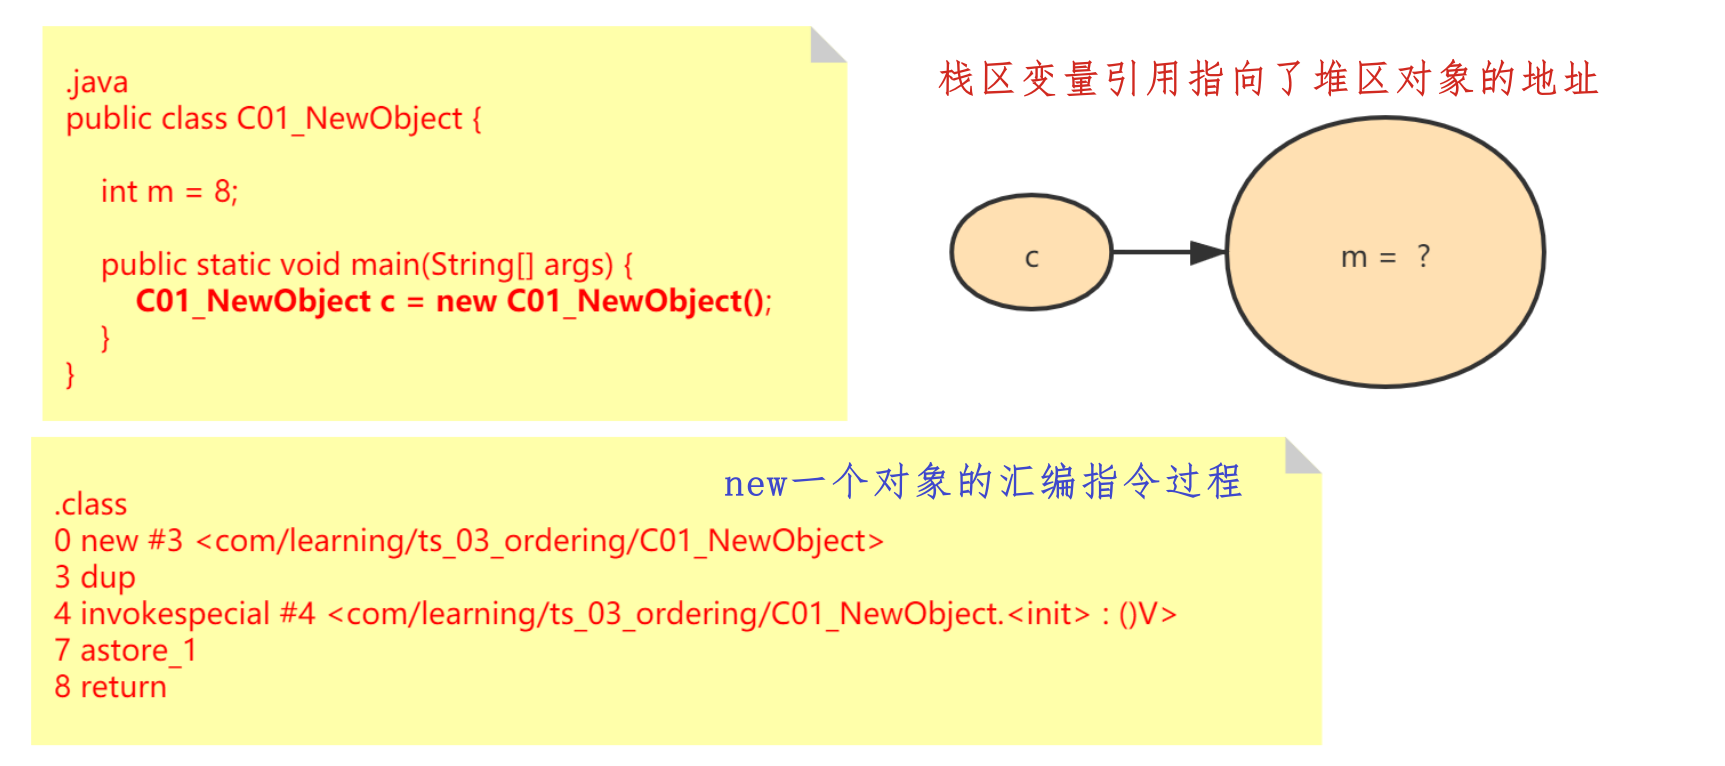 .java
public class C01_NewObject {
int m = 8;
public static void main(String[] args) {
C01_NewObject c = new C01_NewObject();
}
}
栈区变量引用指向了堆区对象的地址
c
m = ？
new一个对象的汇编指令过程
.class
0 new #3 <com/learning/ts_03_ordering/C01_NewObject>
3 dup
4 invokespecial #4 <com/learning/ts_03_ordering/C01_NewObject.<init> : ()V>
7 astore_1
8 return